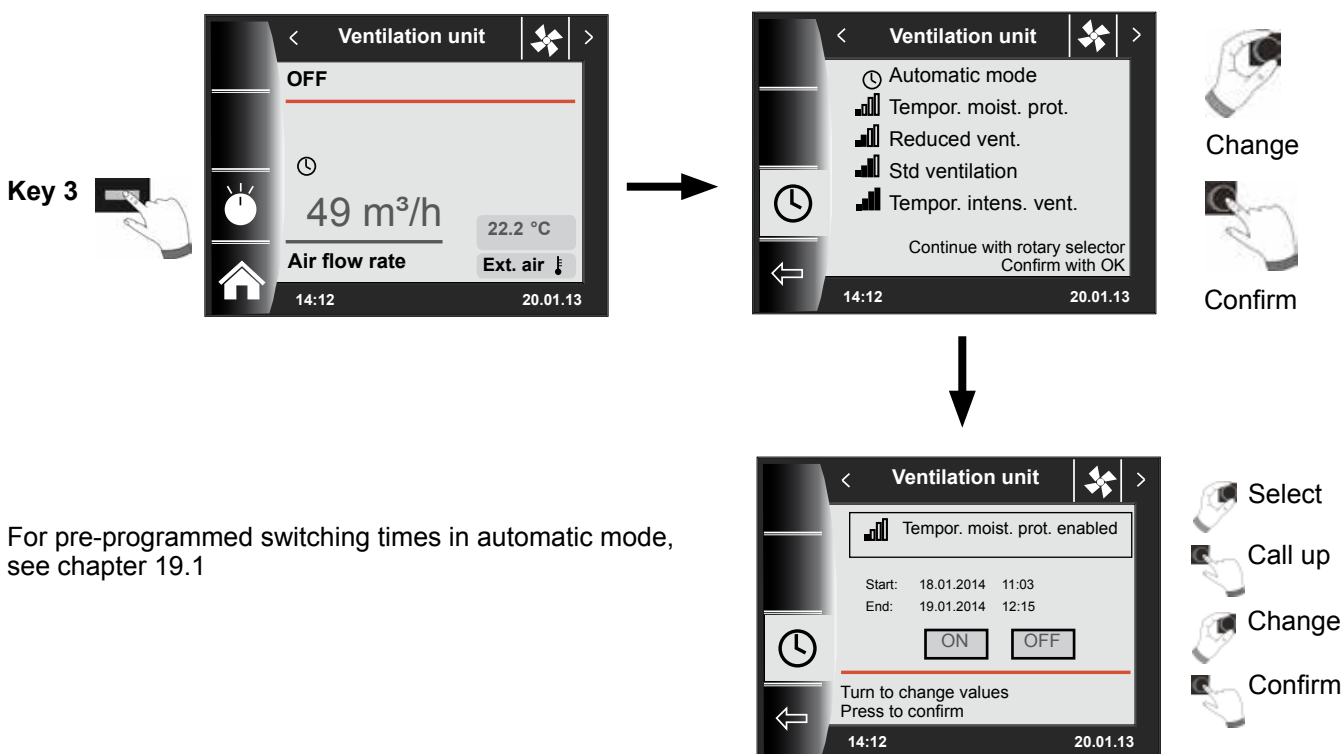 Key 3
< Ventilation unit >
OFF
49 m³/h
22.2 °C
Air flow rate
Ext. air
14:12 20.01.13
< Ventilation unit >
Automatic mode
Tempor. moist. prot.
Reduced vent.
Std ventilation
Tempor. intens. vent.
Continue with rotary selector
Confirm with OK
14:12 20.01.13
Change
Confirm
For pre-programmed switching times in automatic mode,
see chapter 19.1
< Ventilation unit >
Tempor. moist. prot. enabled
Start: 18.01.2014 11:03
End: 19.01.2014 12:15
ON OFF
Turn to change values
Press to confirm
14:12 20.01.13
Select
Call up
Change
Confirm